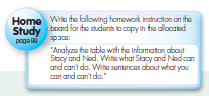 Home
Study
page 99
Write the following homework instruction on the
board for the students to copy in the allocated
space:
"Analyze the table with the information about
Stacy and Ned. Write what Stacy and Ned can
and can't do. Write sentences about what you
can and can't do."